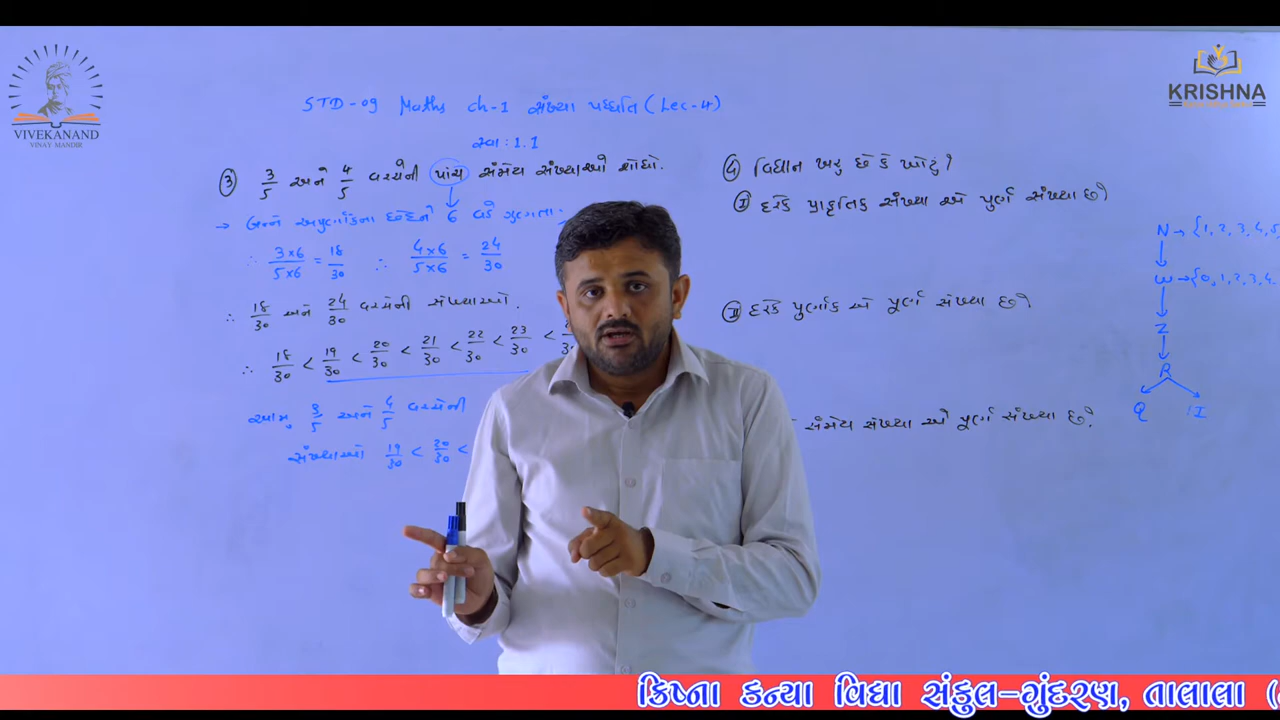 VIVEKANAND
VINAY MANDIR
KRISHNA
STD-09 Maths ch-1 સંખ્યા પધ્ધતિ (Lec-4)
સ્વા : 1.1
③ 3/5 અને 4/5 વચ્ચેની પાંચ સંમેય સંખ્યાઓ શોધો.
→ બન્ને અપુર્ણાંકના છેદને 6 વડે ગુણતા
∴ 3×6/5×6 = 18/30 ∴ 4×6/5×6 = 24/30
∴ 18/30 અને 24/30 વચ્ચેની સંખ્યાઓ.
∴ 18/30 < 19/30 < 20/30 < 21/30 < 22/30 < 23/30 <
આમ, 3/5 અને 4/5 વચ્ચેની
સંખ્યાઓ 19/30 < 20/30 <
④ વિધાન ખરુ છે કે ખોટું?
Ⅰ દરેક પ્રાકૃતિક સંખ્યા એ પુર્ણ સંખ્યા છે?
Ⅱ દરેક પુર્ણાંક એ પૂર્ણ સંખ્યા છે?
સંમેય સંખ્યા એ પૂર્ણ સંખ્યા છે?
N → {1, 2, 3, 4, 5
W → {0, 1, 2, 3, 4
Z
R
Q I
ક્રિષ્ના કન્યા વિદ્યા સંકુલ-ગુંદરણ, તાલાલા (